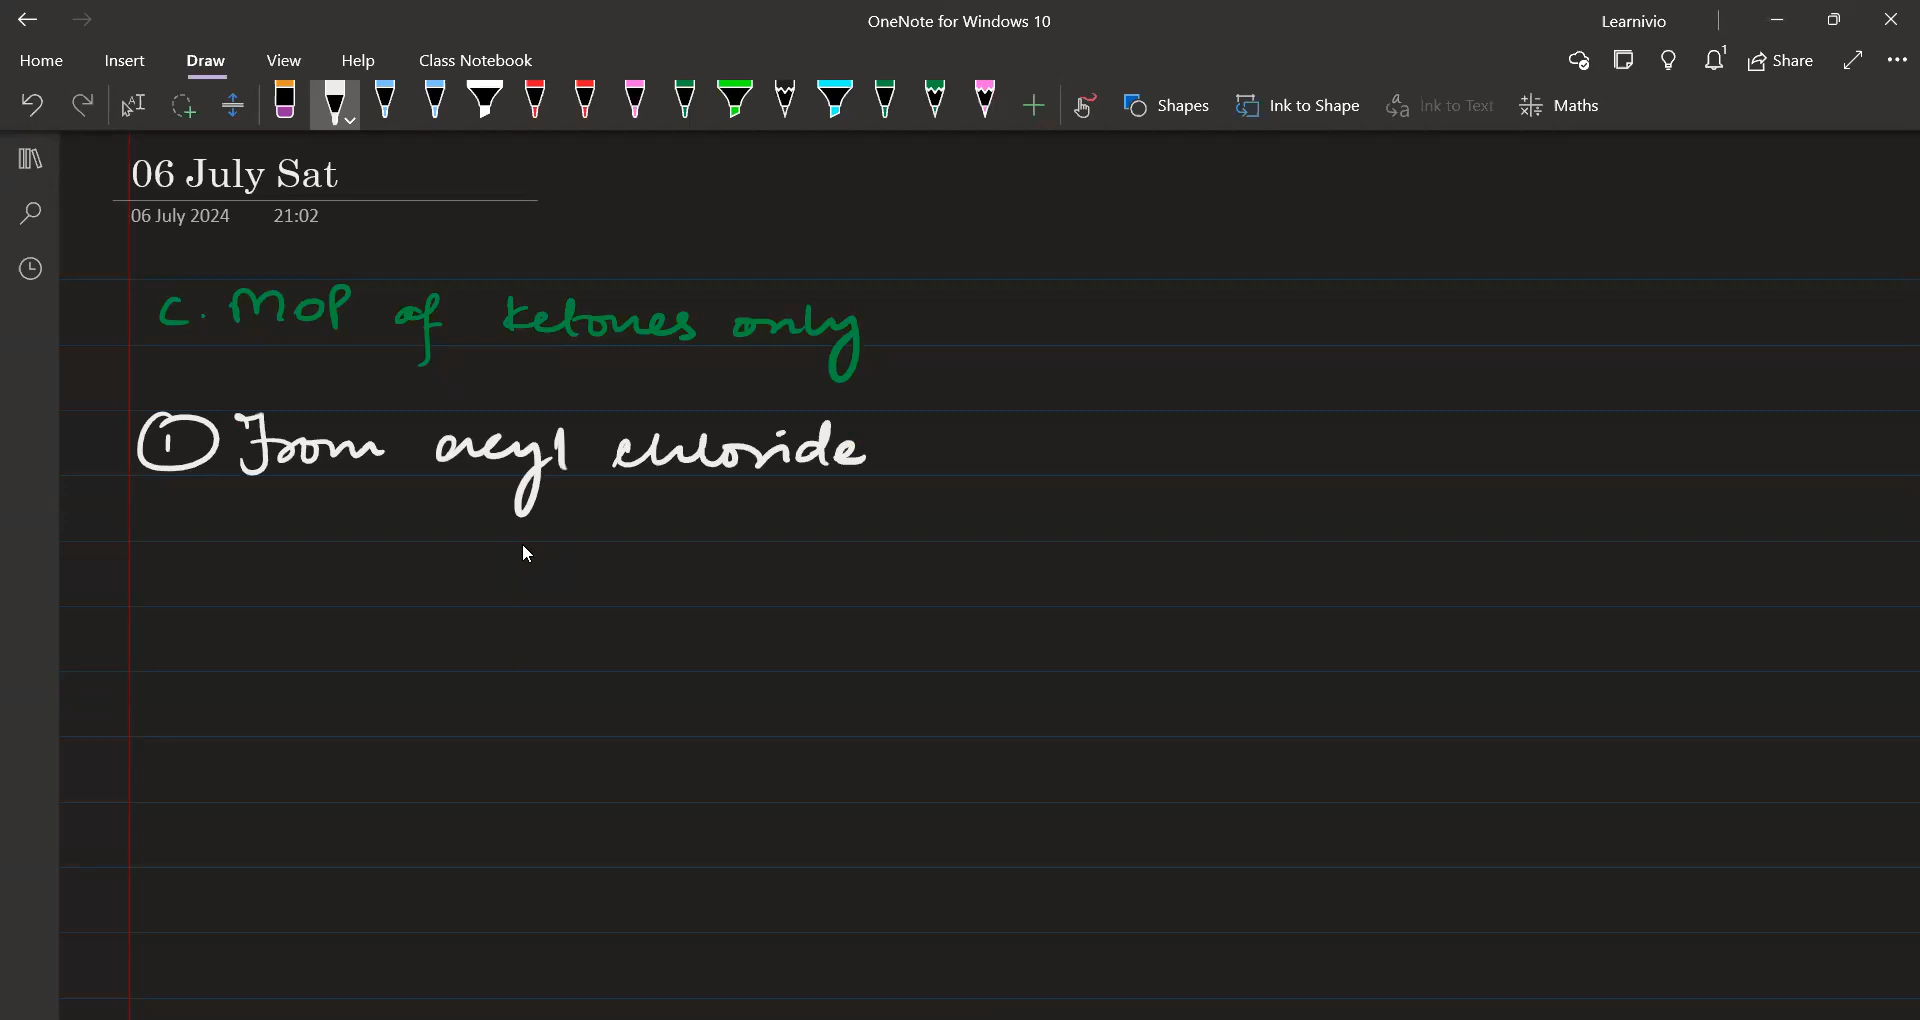 OneNote for Windows 10
Learnivio
Home Insert Draw View Help Class Notebook
1
Share
Shapes Ink to Shape Ink to Text Maths
06 July Sat
06 July 2024 21:02
C. MOP of ketones only
① From acyl chloride